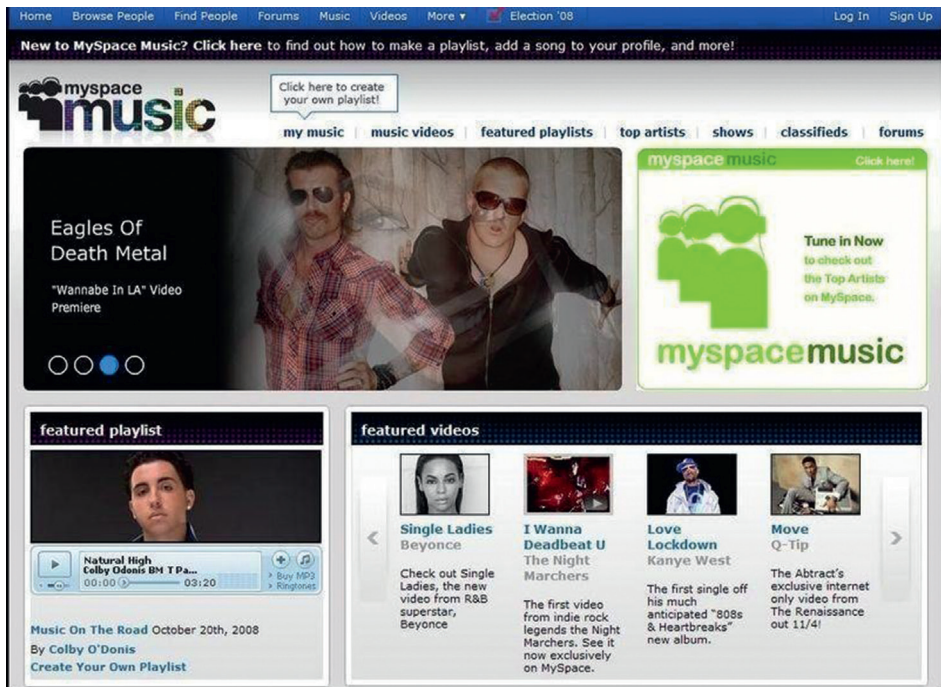 Home Browse People Find People Forums Music Videos More ▾ Election '08 Log In Sign Up
New to MySpace Music? Click here to find out how to make a playlist, add a song to your profile, and more!
myspace
music
Click here to create
your own playlist!
my music | music videos | featured playlists | top artists | shows | classifieds | forums
Eagles Of
Death Metal
"Wannabe In LA" Video
Premiere
myspace music Click here!
Tune in Now
to check out
the Top Artists
on MySpace.
myspacemusic
featured playlist
Natural High
Colby Odonis BM T Pa...
00:00 03:20
> Buy MP3
> Ringtones
Music On The Road October 20th, 2008
By Colby O'Donis
Create Your Own Playlist
featured videos
Single Ladies
Beyonce
Check out Single
Ladies, the new
video from R&B
superstar,
Beyonce
I Wanna
Deadbeat U
The Night
Marchers
The first video
from indie rock
legends the Night
Marchers. See it
now exclusively
on MySpace.
Love
Lockdown
Kanye West
The first single off
his much
anticipated "808s
& Heartbreaks"
new album.
Move
Q-Tip
The Abtract's
exclusive internet
only video from
The Renaissance
out 11/4!